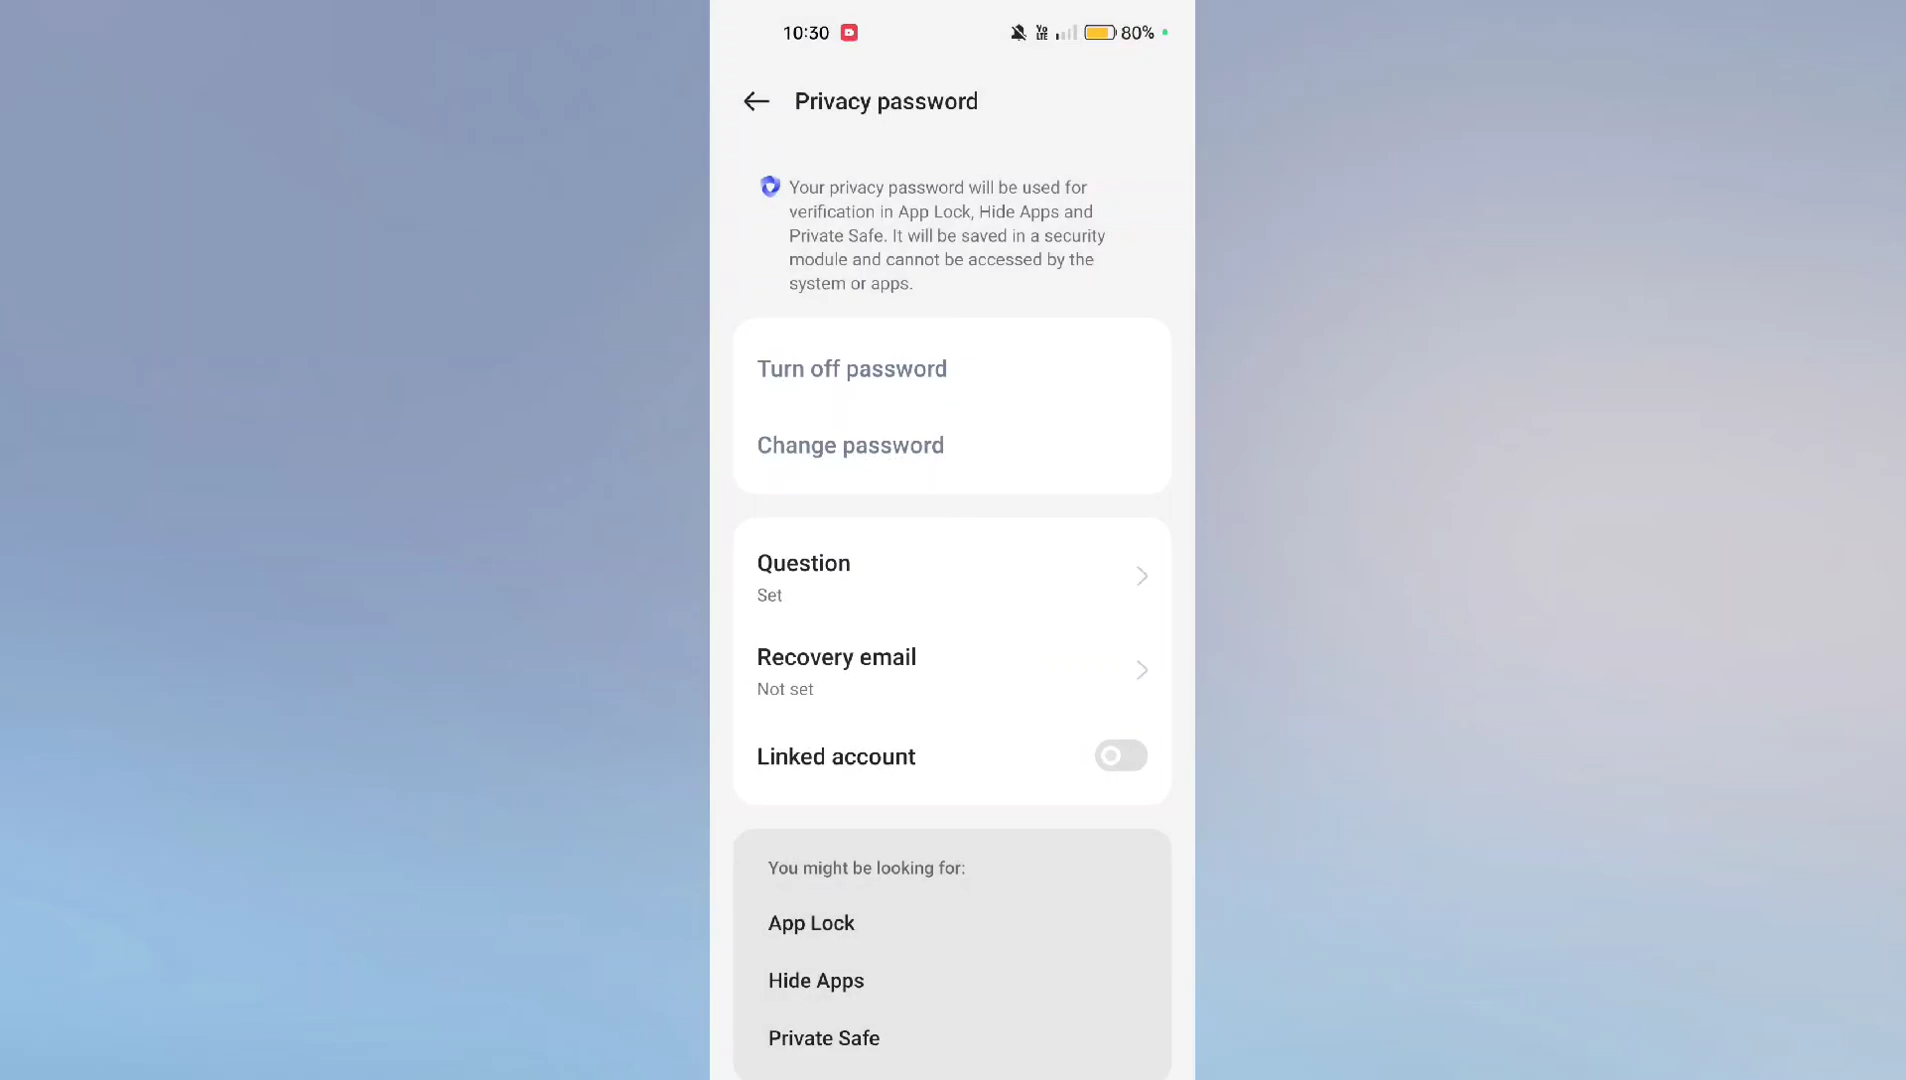 10:30
Vo
LTE
80%
Privacy password
Your privacy password will be used for
verification in App Lock, Hide Apps and
Private Safe. It will be saved in a security
module and cannot be accessed by the
system or apps.
Turn off password
Change password
Question
Set
Recovery email
Not set
Linked account
You might be looking for:
App Lock
Hide Apps
Private Safe